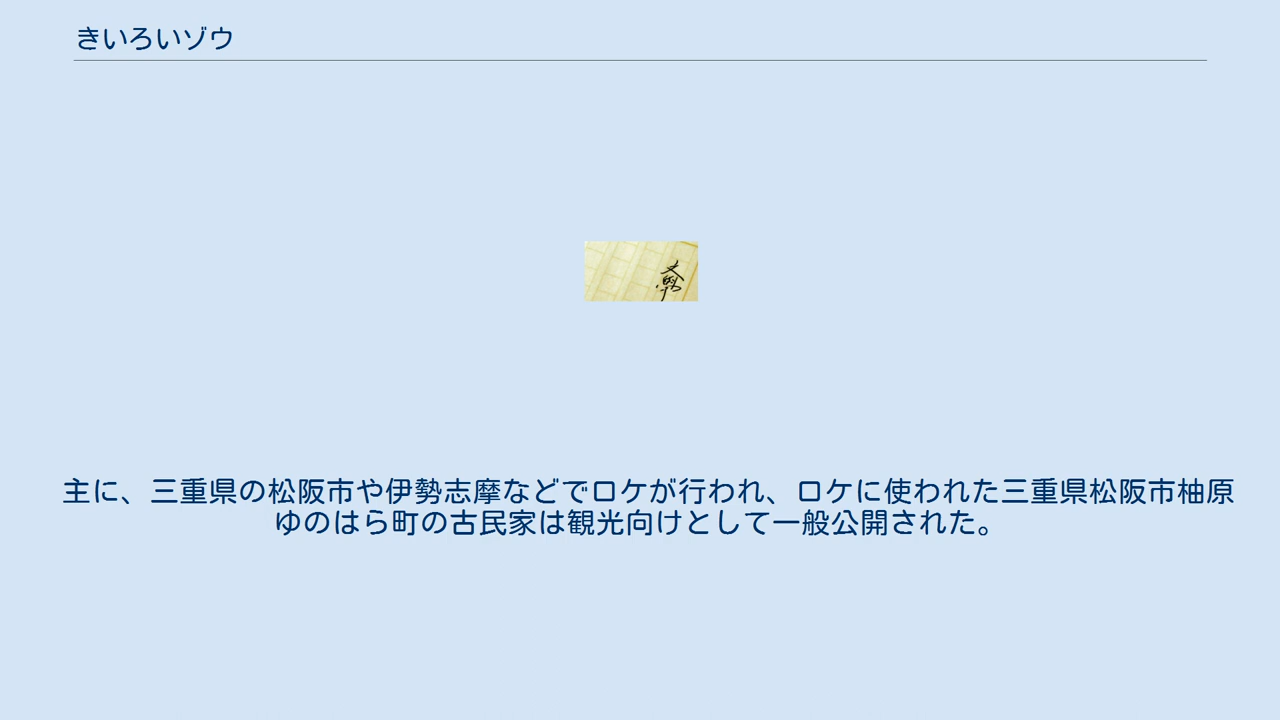 きいろいゾウ
主に、三重県の松阪市や伊勢志摩などでロケが行われ、ロケに使われた三重県松阪市柚原
ゆのはら町の古民家は観光向けとして一般公開された。